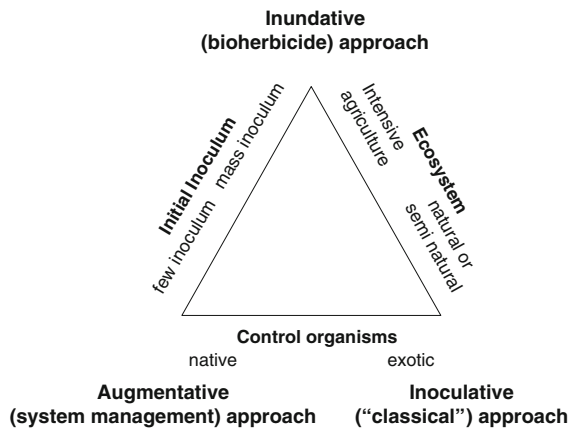 Inundative
(bioherbicide) approach
Initial Inoculum
mass inoculum
few inoculum
Intensive
agriculture
Ecosystem
natural or
semi natural
Control organisms
native
exotic
Augmentative
(system management) approach
Inoculative
(“classical”) approach